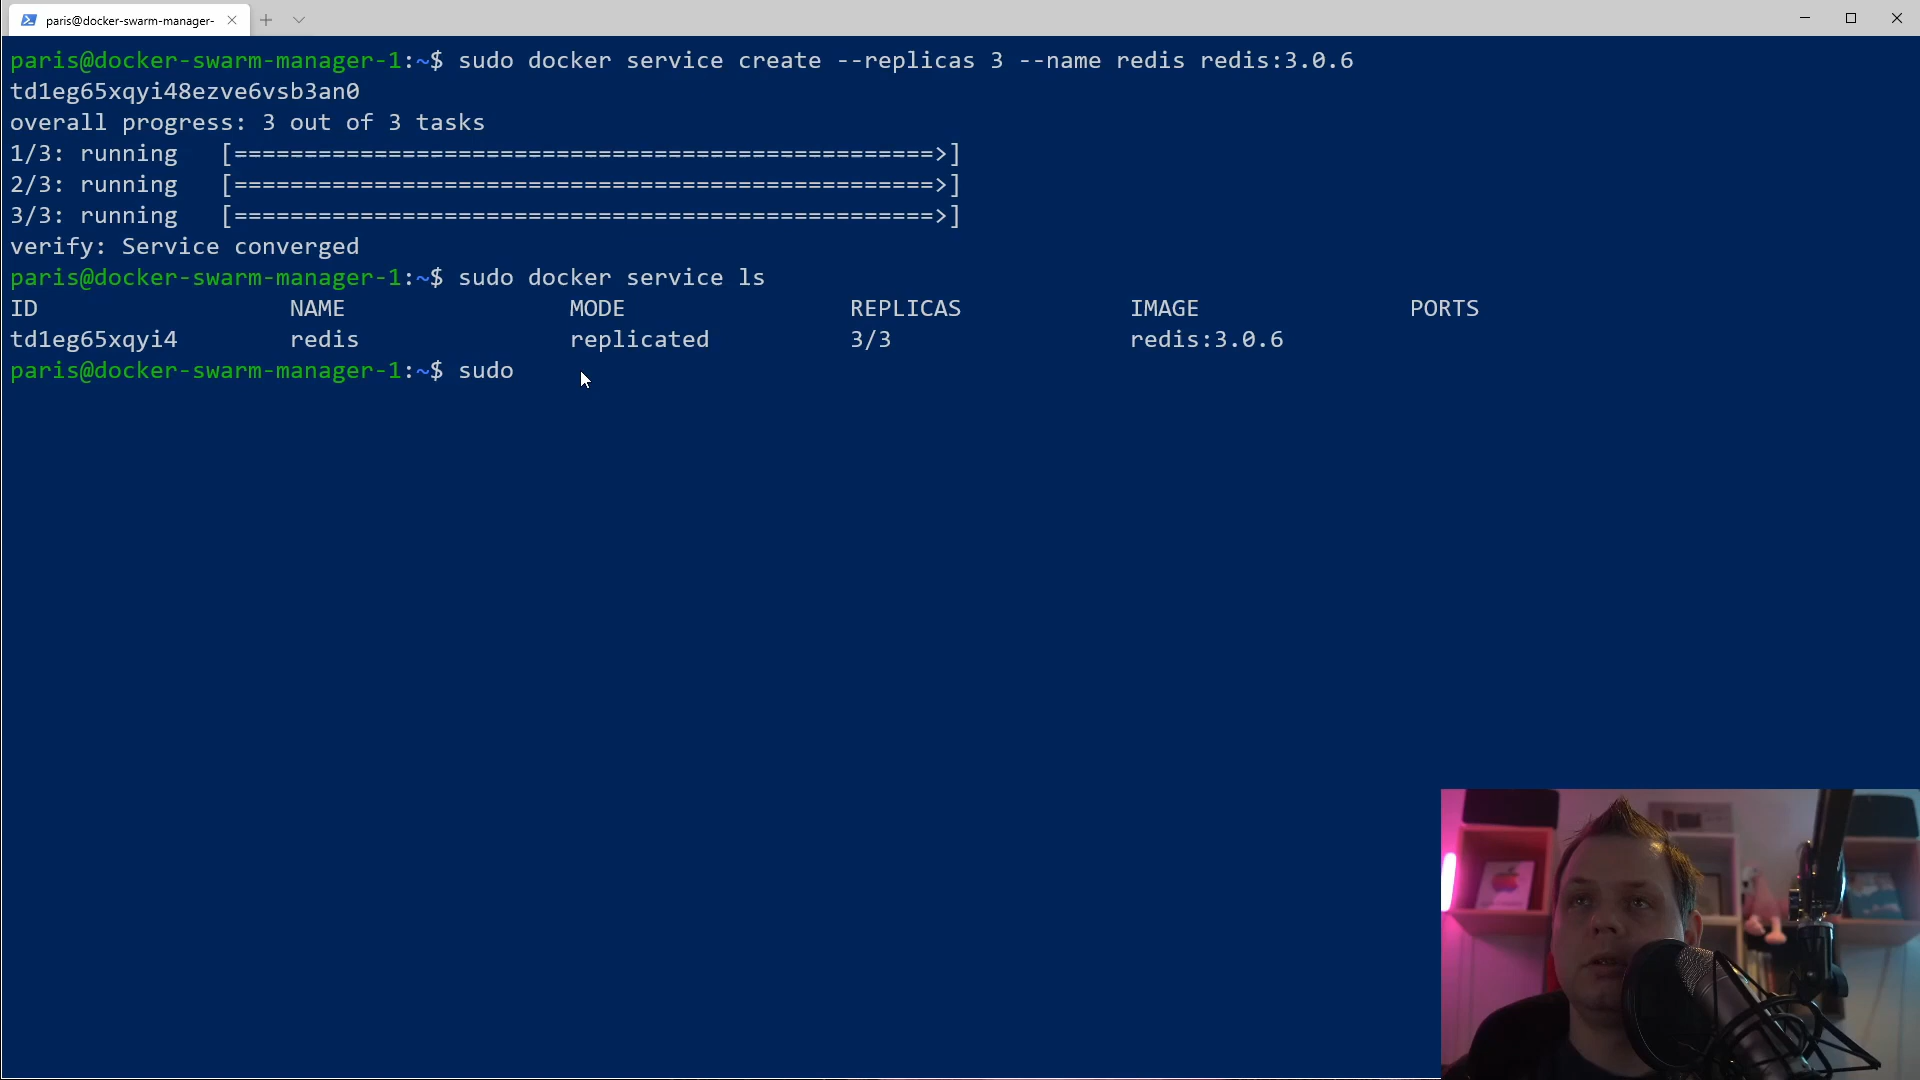 paris@docker-swarm-manager-
paris@docker-swarm-manager-1:~$ sudo docker service create --replicas 3 --name redis redis:3.0.6
td1eg65xqyi48ezve6vsb3an0
overall progress: 3 out of 3 tasks
1/3: running   [==================================================>]
2/3: running   [==================================================>]
3/3: running   [==================================================>]
verify: Service converged
paris@docker-swarm-manager-1:~$ sudo docker service ls
ID                  NAME                MODE                REPLICAS            IMAGE               PORTS
td1eg65xqyi4        redis               replicated          3/3                 redis:3.0.6
paris@docker-swarm-manager-1:~$ sudo